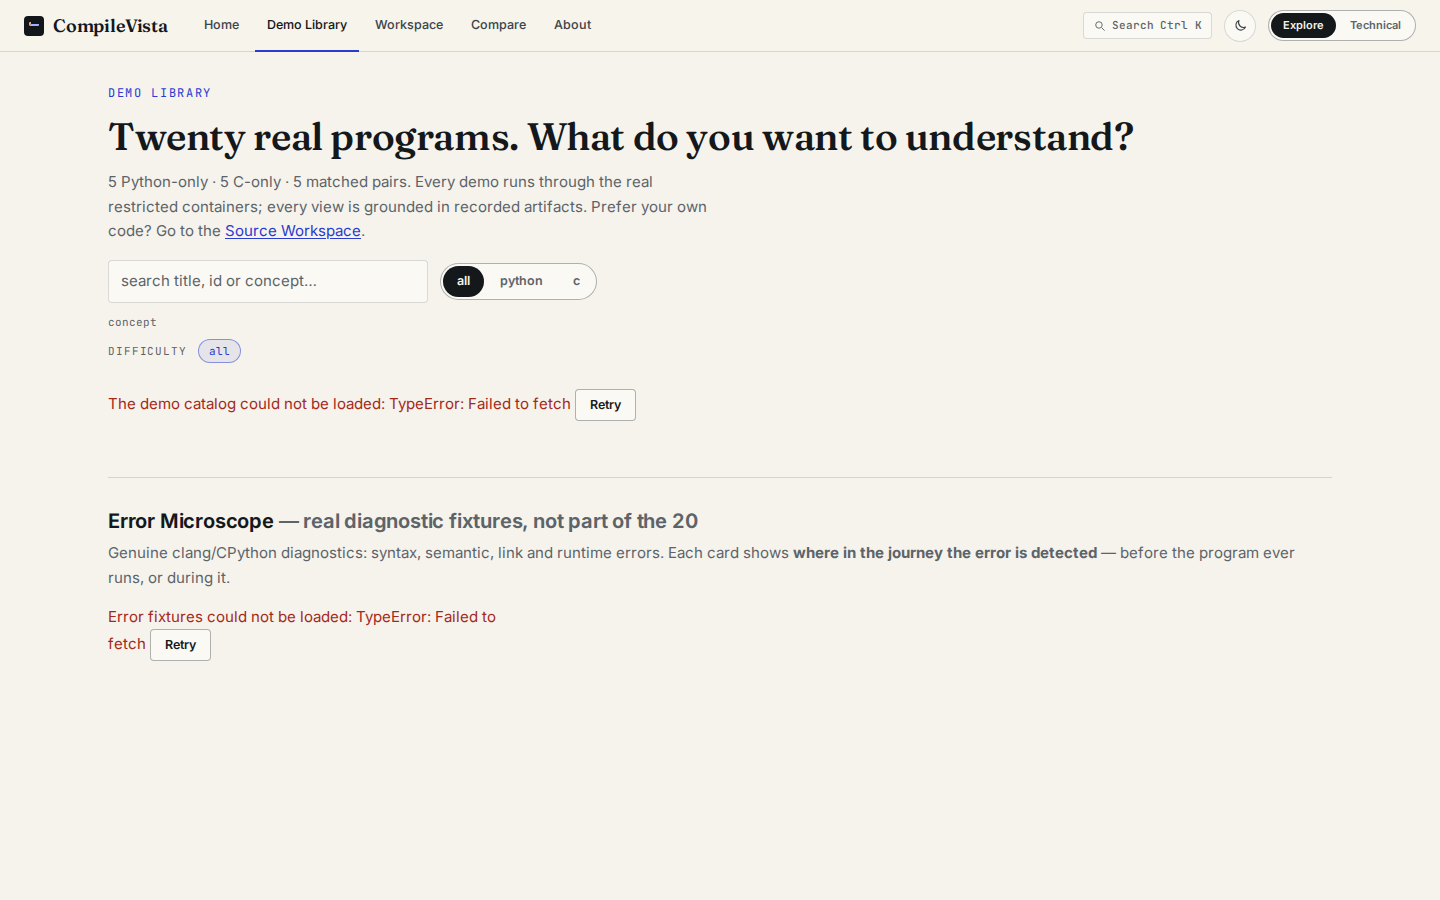 CompileVista Home Demo Library Workspace Compare About Search Ctrl K Explore Technical
DEMO LIBRARY
Twenty real programs. What do you want to understand?
5 Python-only · 5 C-only · 5 matched pairs. Every demo runs through the real
restricted containers; every view is grounded in recorded artifacts. Prefer your own
code? Go to the Source Workspace.
search title, id or concept... all python c
concept
DIFFICULTY all
The demo catalog could not be loaded: TypeError: Failed to fetch Retry
Error Microscope — real diagnostic fixtures, not part of the 20
Genuine clang/CPython diagnostics: syntax, semantic, link and runtime errors. Each card shows where in the journey the error is detected — before the program ever
runs, or during it.
Error fixtures could not be loaded: TypeError: Failed to
fetch Retry